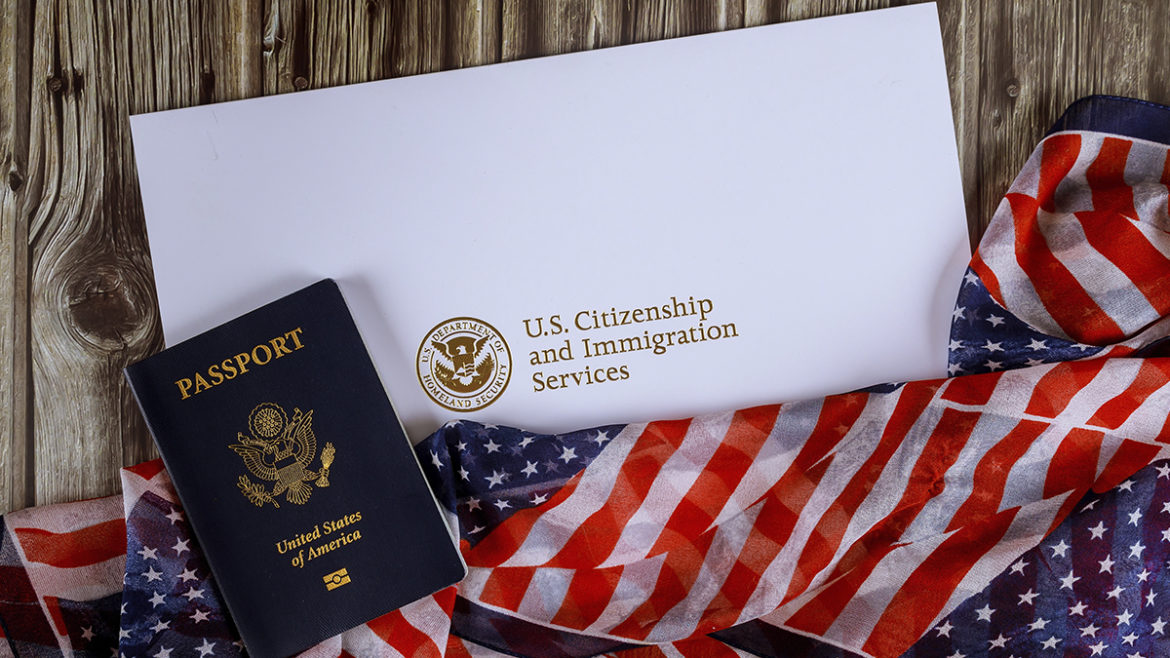 PASSPORT
United States
of America
U.S. DEPARTMENT OF
HOMELAND SECURITY
U.S. Citizenship
and Immigration
Services